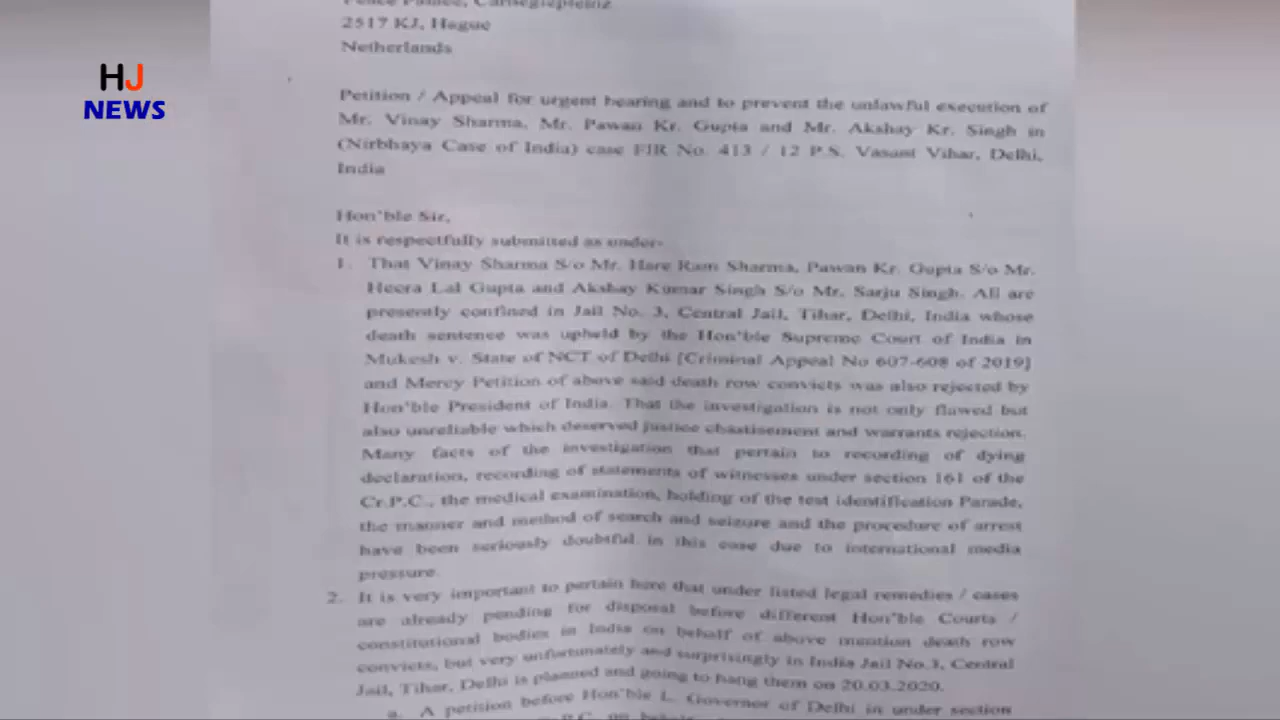 HJ
NEWS
Peace Palace, Carnegieplein2
2517 KJ, Hague
Netherlands
Petition / Appeal for urgent hearing and to prevent the unlawful execution of
Mr. Vinay Sharma, Mr. Pawan Kr. Gupta and Mr. Akshay Kr. Singh in
(Nirbhaya Case of India) case FIR No. 413 / 12 P.S. Vasant Vihar, Delhi,
India
Hon'ble Sir,
It is respectfully submitted as under-
1. That Vinay Sharma S/o Mr. Hare Ram Sharma, Pawan Kr. Gupta S/o Mr.
Heera Lal Gupta and Akshay Kumar Singh S/o Mr. Sarju Singh. All are
presently confined in Jail No. 3, Central Jail, Tihar, Delhi, India whose
death sentence was upheld by the Hon'ble Supreme Court of India in
Mukesh v. State of NCT of Delhi [Criminal Appeal No 607-608 of 2019]
and Mercy Petition of above said death row convicts was also rejected by
Hon'ble President of India. That the investigation is not only flawed but
also unreliable which deserved justice chastisement and warrants rejection.
Many facts of the investigation that pertain to recording of dying
declaration, recording of statements of witnesses under section 161 of the
Cr.P.C., the medical examination, holding of the test identification Parade,
the manner and method of search and seizure and the procedure of arrest
have been seriously doubtful in this case due to international media
pressure.
2. It is very important to pertain here that under listed legal remedies / cases
are already pending for disposal before different Hon'ble Courts /
constitutional bodies in India on behalf of above mention death row
convicts, but very unfortunately and surprisingly in India Jail No.3, Central
Jail, Tihar, Delhi is planned and going to hang them on 20.03.2020.
a. A petition before Hon'ble L. Governor of Delhi in under section